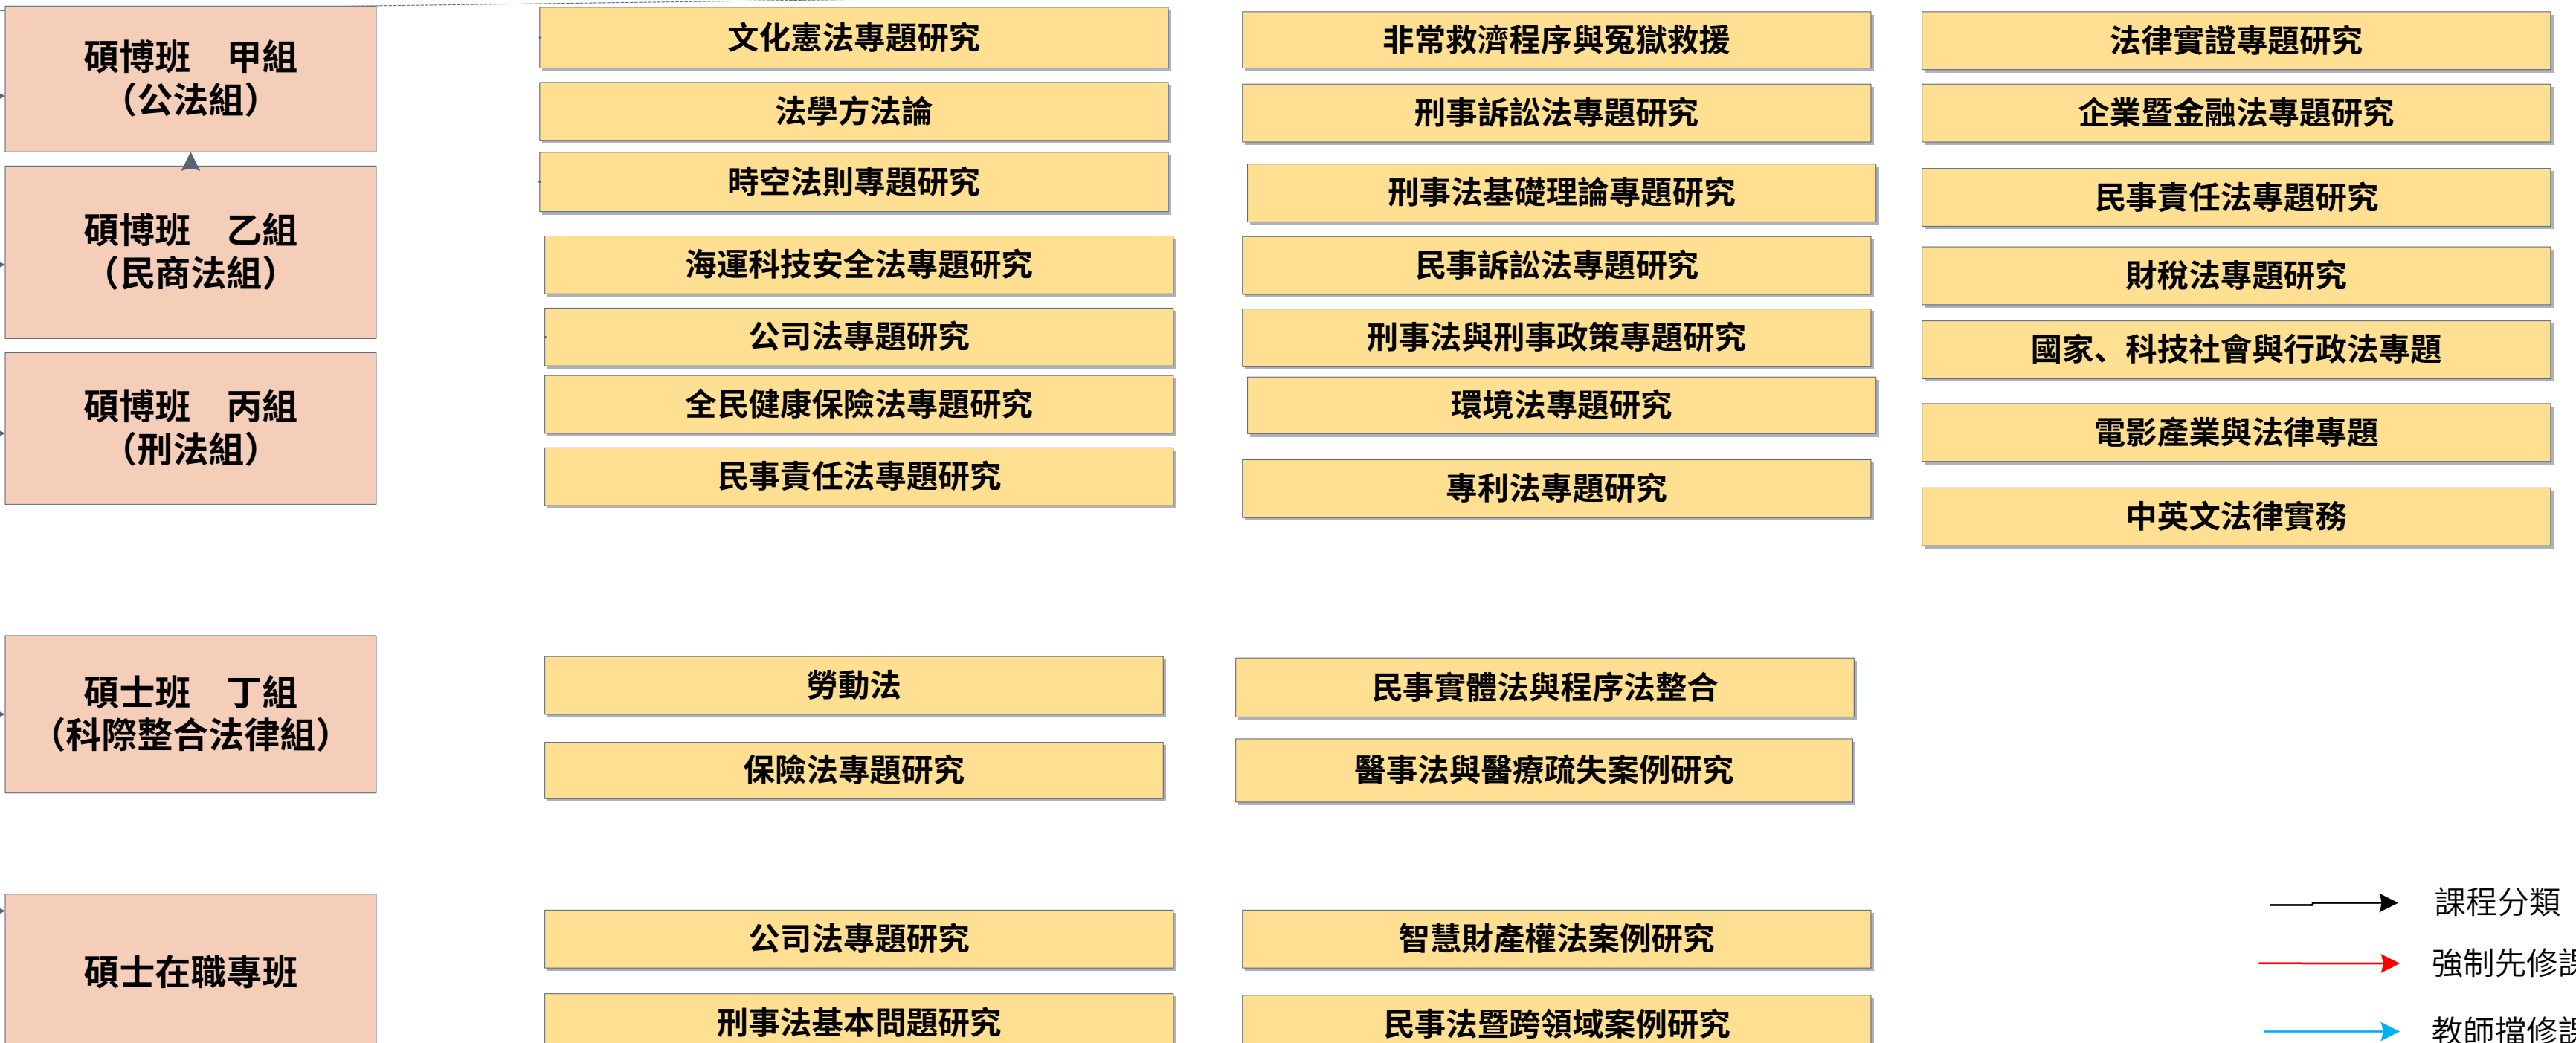 碩博班　甲組
（公法組）
碩博班　乙組
（民商法組）
碩博班　丙組
（刑法組）
文化憲法專題研究
法學方法論
時空法則專題研究
海運科技安全法專題研究
公司法專題研究
全民健康保險法專題研究
民事責任法專題研究
非常救濟程序與冤獄救援
刑事訴訟法專題研究
刑事法基礎理論專題研究
民事訴訟法專題研究
刑事法與刑事政策專題研究
環境法專題研究
專利法專題研究
法律實證專題研究
企業暨金融法專題研究
民事責任法專題研究
財稅法專題研究
國家、科技社會與行政法專題
電影產業與法律專題
中英文法律實務
碩士班　丁組
（科際整合法律組）
勞動法
保險法專題研究
民事實體法與程序法整合
醫事法與醫療疏失案例研究
碩士在職專班
公司法專題研究
刑事法基本問題研究
智慧財產權法案例研究
民事法暨跨領域案例研究
課程分類
強制先修課
教師擋修課